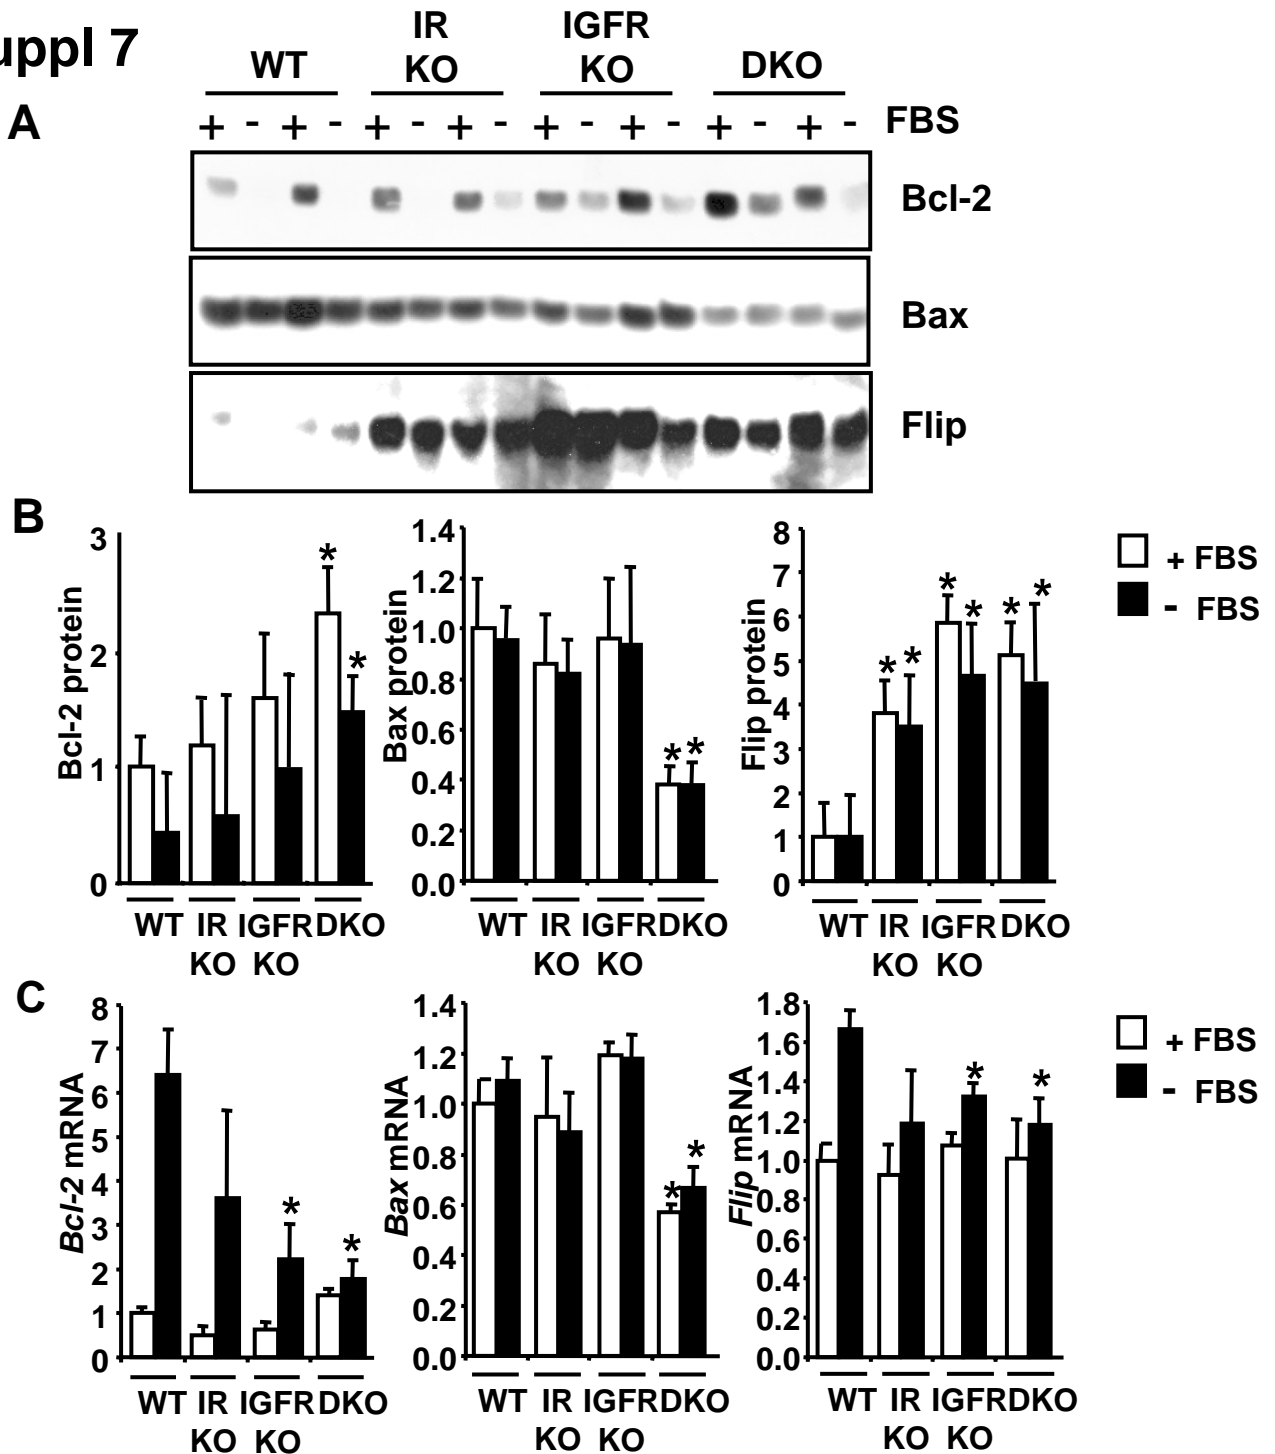 uppl 7
WT IR KO IGFR KO DKO
A
+ - + - + - + - + - + - + - + - FBS
Bcl-2
Bax
Flip
B
Bcl-2 protein
3
2
1
0
WT IR KO IGFR KO DKO
Bax protein
1.4
1.2
1.0
0.8
0.6
0.4
0.2
0.0
WT IR KO IGFR KO DKO
Flip protein
8
7
6
5
4
3
2
1
0
WT IR KO IGFR KO DKO
* * * * * * * * * *
+ FBS
- FBS
C
Bcl-2 mRNA
8
7
6
5
4
3
2
1
0
WT IR KO IGFR KO DKO
Bax mRNA
1.4
1.2
1.0
0.8
0.6
0.4
0.2
0.0
WT IR KO IGFR KO DKO
Flip mRNA
1.8
1.6
1.4
1.2
1.0
0.8
0.6
0.4
0.2
0.0
WT IR KO IGFR KO DKO
* * * * * *
+ FBS
- FBS